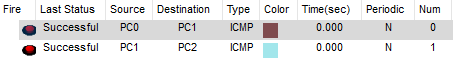 Fire Last Status Source Destination Type Color Time(sec) Periodic Num
Successful PC0 PC1 ICMP 0.000 N 0
Successful PC1 PC2 ICMP 0.000 N 1